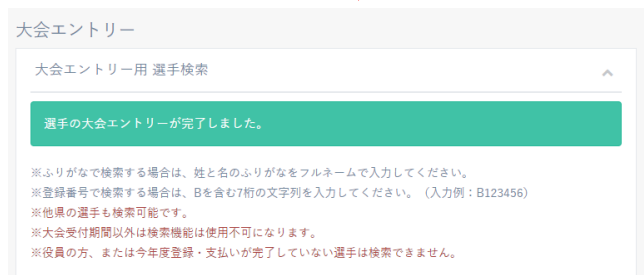 大会エントリー
大会エントリー用 選手検索
選手の大会エントリーが完了しました。
※ふりがなで検索する場合は、姓と名のふりがなをフルネームで入力してください。
※登録番号で検索する場合は、Bを含む7桁の文字列を入力してください。（入力例：B123456）
※他県の選手も検索可能です。
※大会受付期間以外は検索機能は使用不可になります。
※役員の方、または今年度登録・支払いが完了していない選手は検索できません。